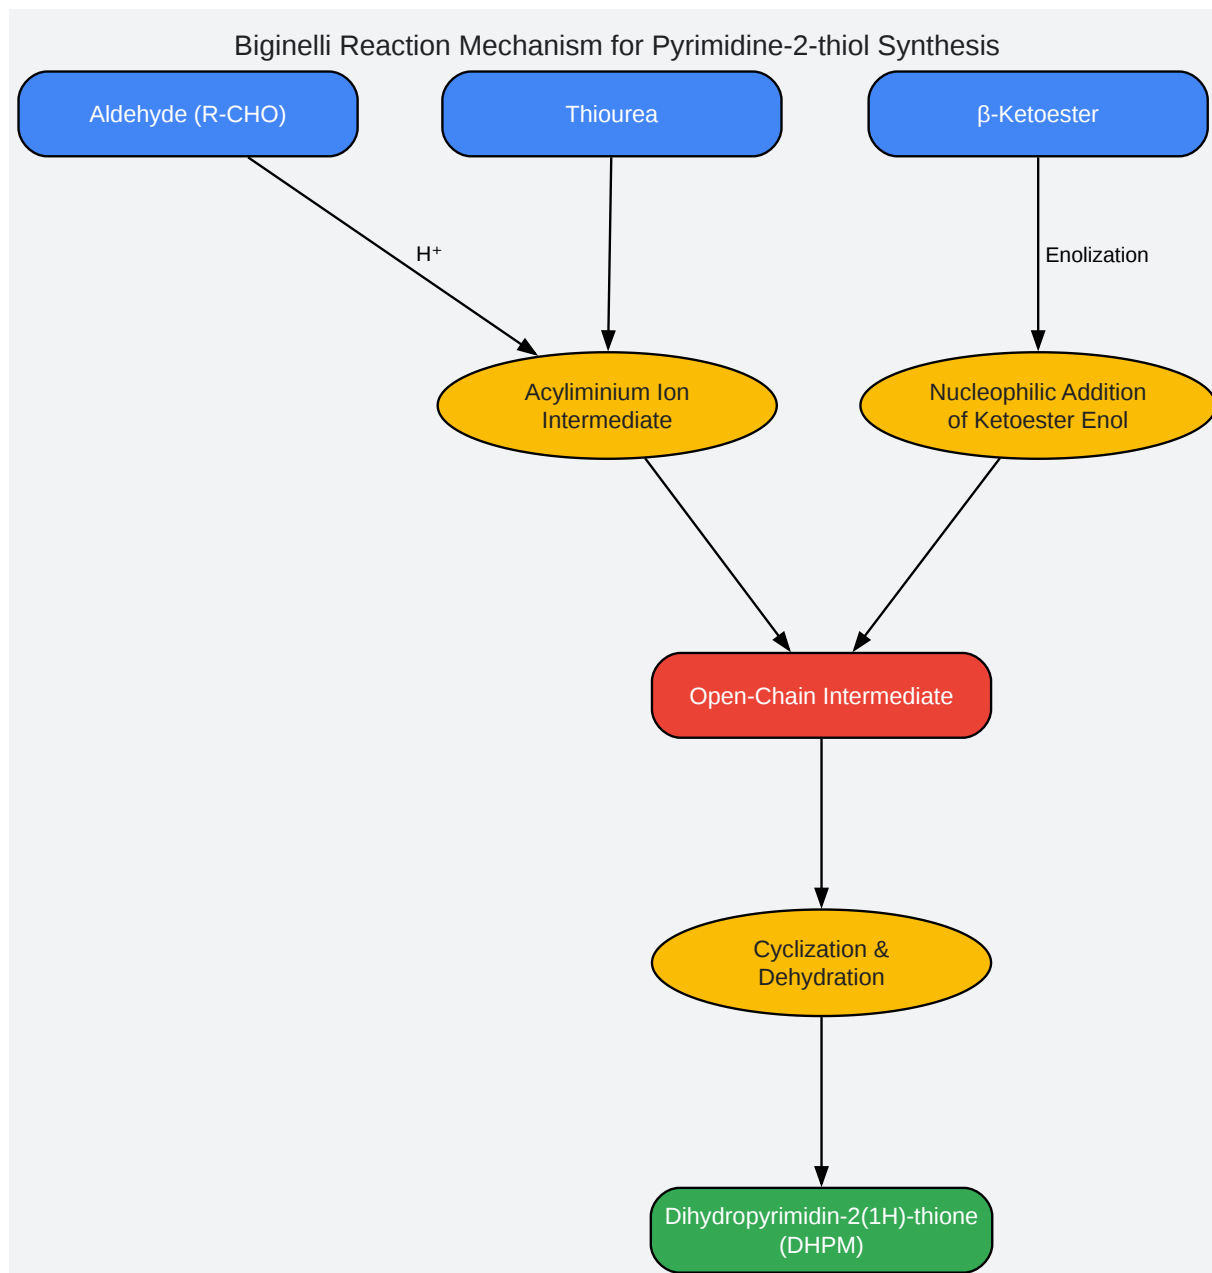 Biginelli Reaction Mechanism for Pyrimidine-2-thiol Synthesis
Aldehyde (R-CHO)
Thiourea
β-Ketoester
H⁺
Enolization
Acyliminium Ion
Intermediate
Nucleophilic Addition
of Ketoester Enol
Open-Chain Intermediate
Cyclization &
Dehydration
Dihydropyrimidin-2(1H)-thione
(DHPM)